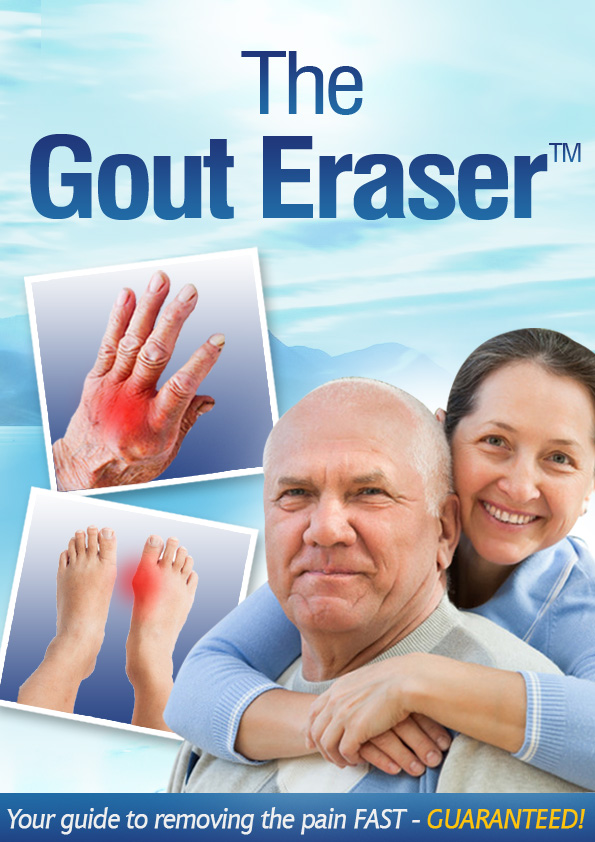 The
Gout Eraser™
Your guide to removing the pain FAST - GUARANTEED!